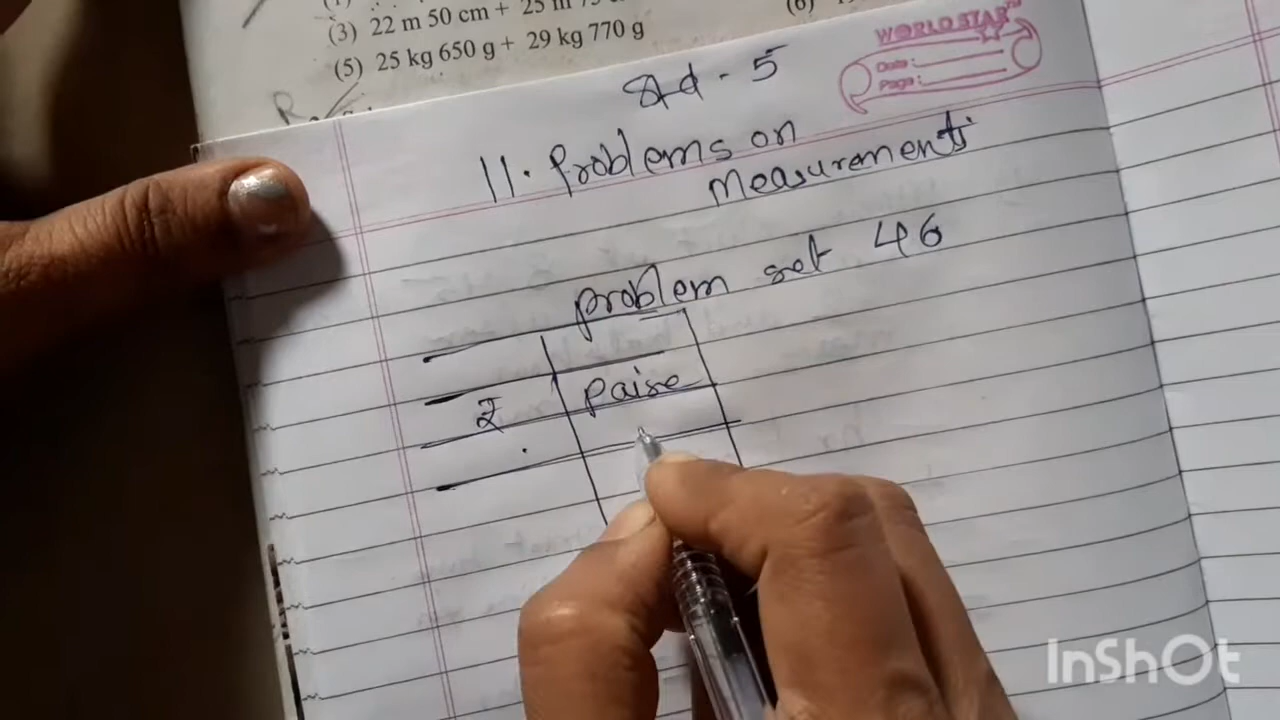 (3) 22 m 50 cm + 25 m
(5) 25 kg 650 g + 29 kg 770 g
WORLD STAR
Date :
Page :
Std - 5
11. Problems on
Measurements
problem set 46
₹ paise
InShOt